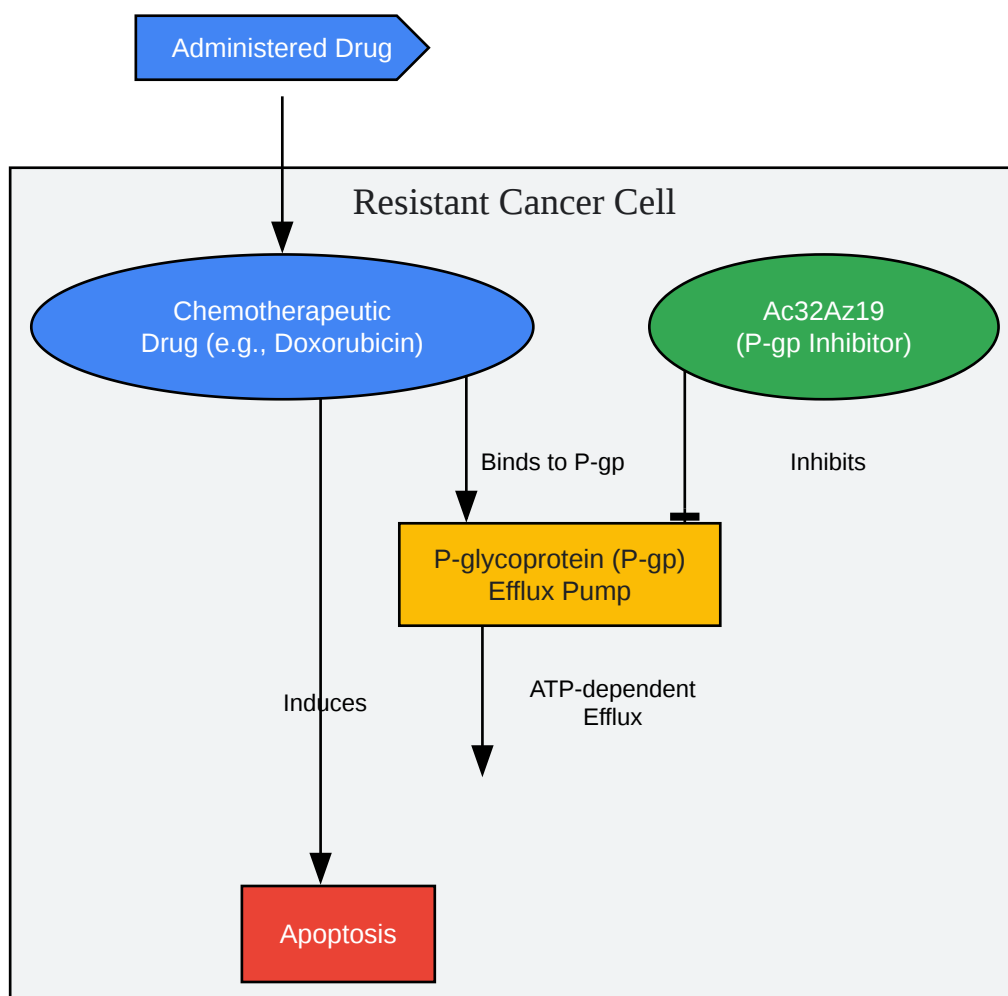 Administered Drug
Resistant Cancer Cell
Chemotherapeutic
Drug (e.g., Doxorubicin)
Ac32Az19
(P-gp Inhibitor)
Binds to P-gp
Inhibits
P-glycoprotein (P-gp)
Efflux Pump
Induces
ATP-dependent
Efflux
Apoptosis